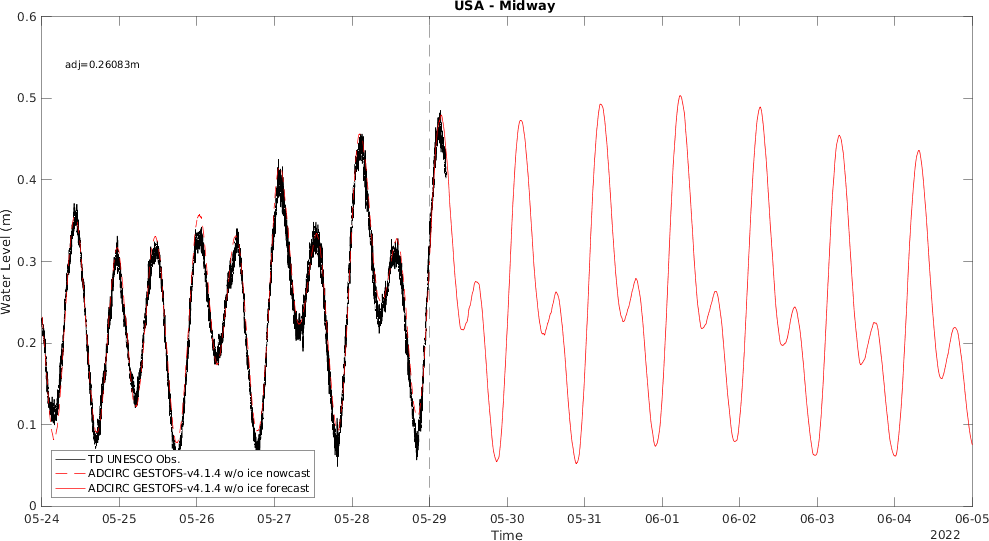 USA - Midway
adj=0.26083m
0.6
0.5
0.4
0.3
0.2
0.1
0
Water Level (m)
TD UNESCO Obs.
ADCIRC GESTOFS-v4.1.4 w/o ice nowcast
ADCIRC GESTOFS-v4.1.4 w/o ice forecast
05-24 05-25 05-26 05-27 05-28 05-29 05-30 05-31 06-01 06-02 06-03 06-04 06-05
Time
2022